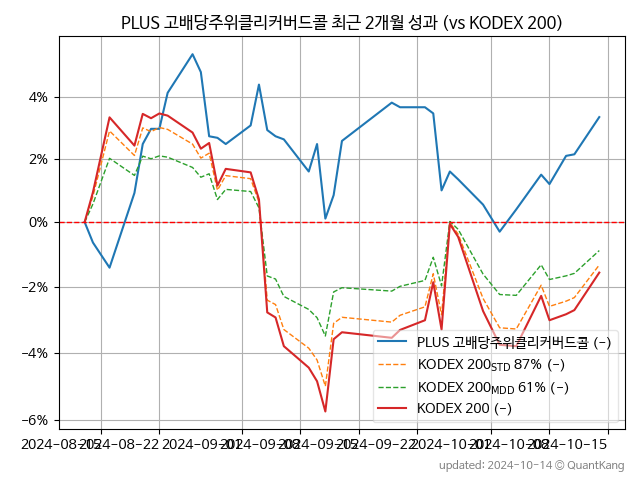 PLUS 고배당주위클리커버드콜 최근 2개월 성과 (vs KODEX 200)
4%
2%
0%
−2%
−4%
−6%
PLUS 고배당주위클리커버드콜 (-)
KODEX 200STD 87% (-)
KODEX 200MDD 61% (-)
KODEX 200 (-)
2024-08-15 2024-08-22 2024-09-01 2024-09-08 2024-09-15 2024-09-22 2024-10-01 2024-10-08 2024-10-15
updated: 2024-10-14 © QuantKang